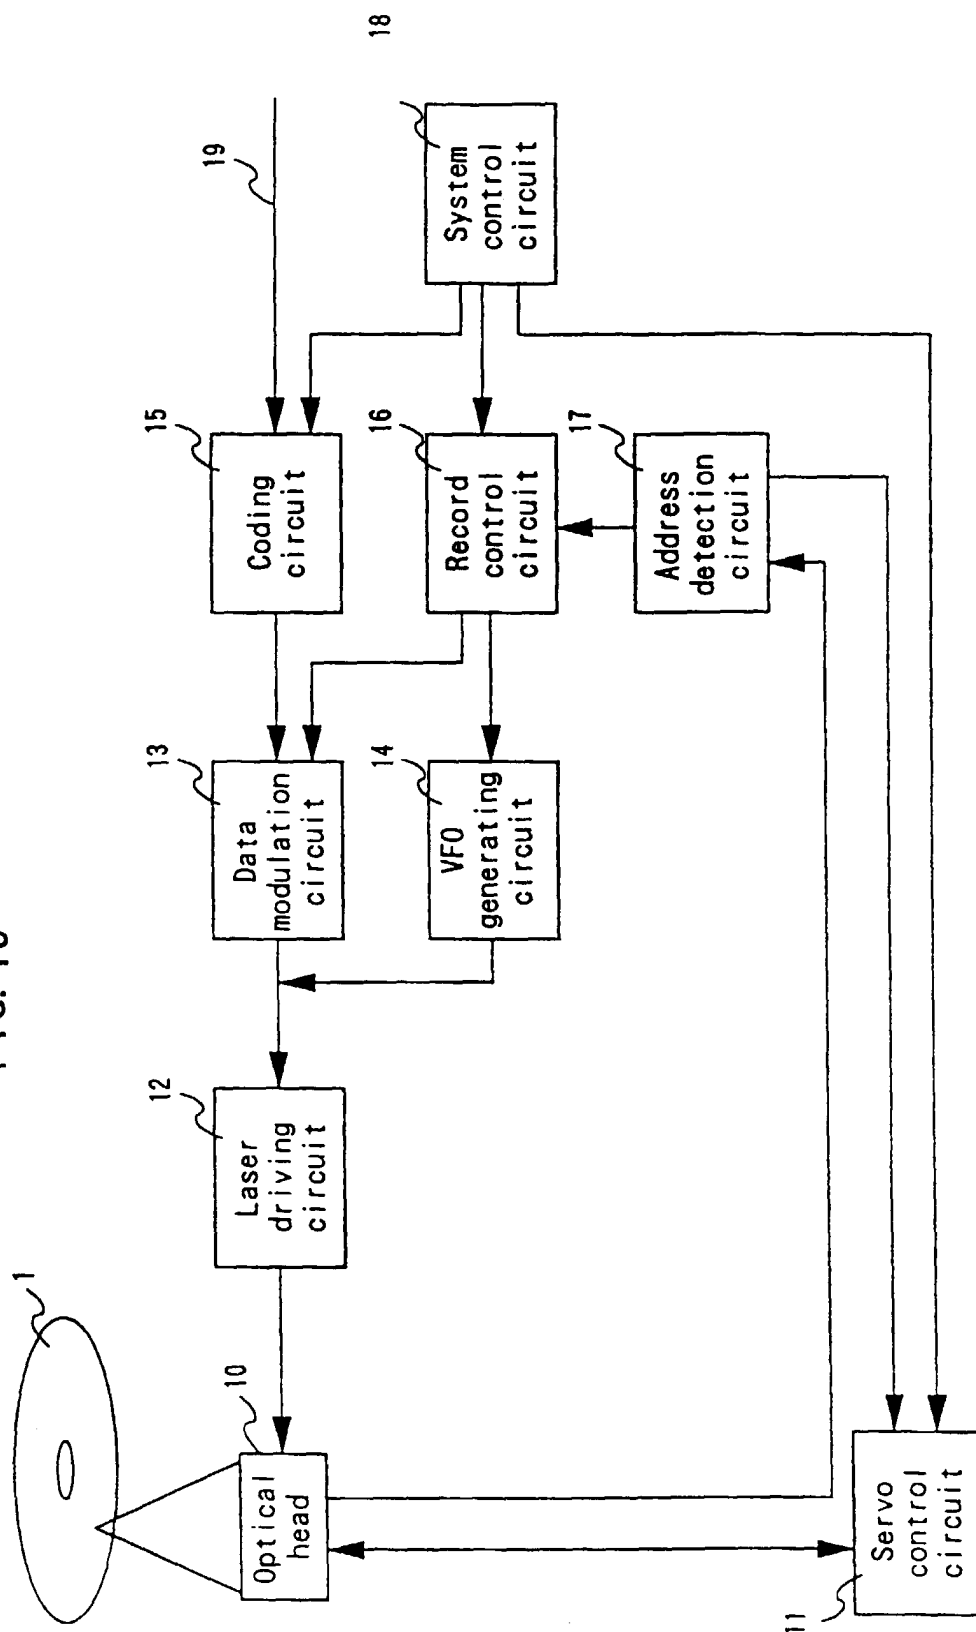 1
10
Optical
head
11
Servo
control
circuit
12
Laser
driving
circuit
13
Data
modulation
circuit
14
VFO
generating
circuit
15
Coding
circuit
16
Record
control
circuit
17
Address
detection
circuit
18
System
control
circuit
19